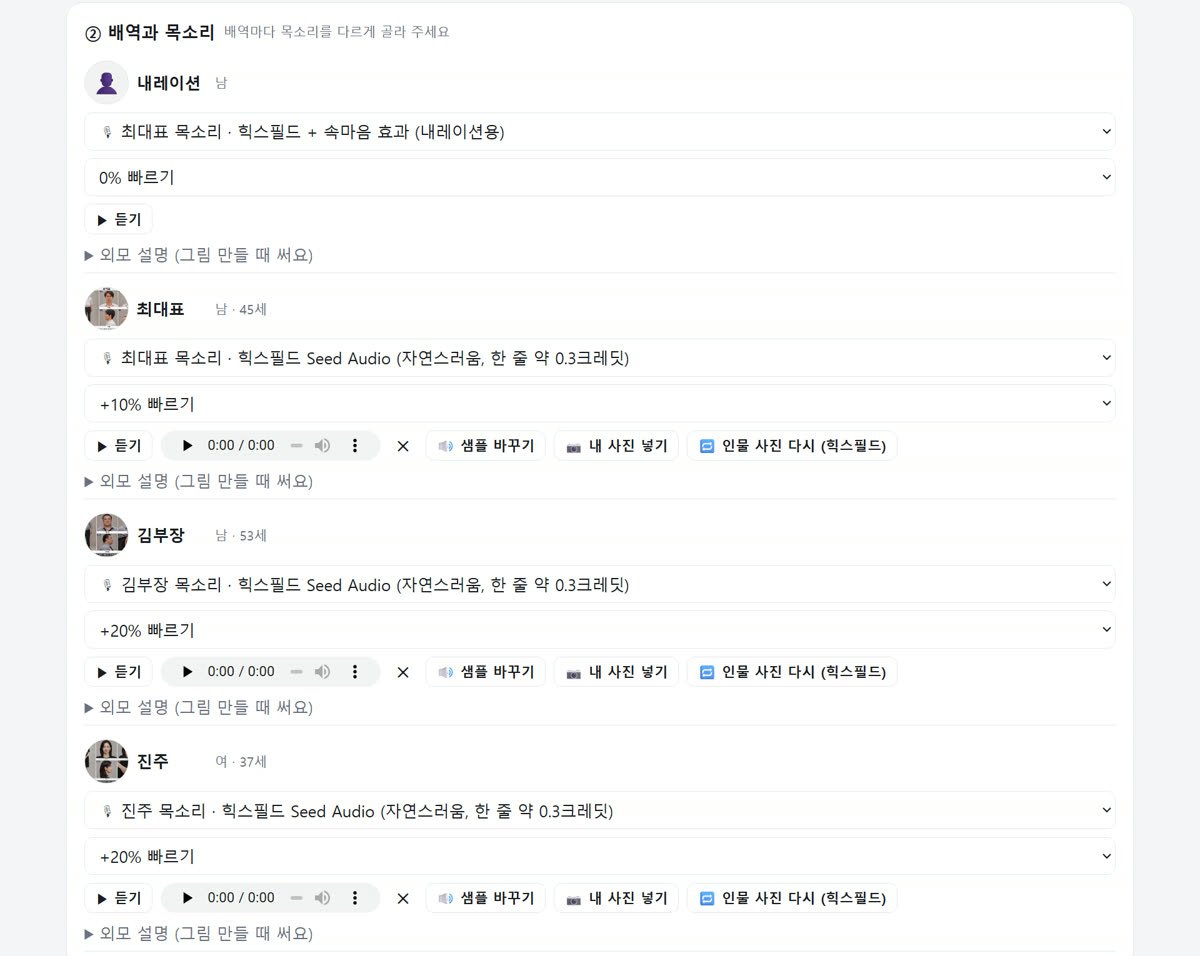 ② 배역과 목소리 배역마다 목소리를 다르게 골라 주세요
내레이션 남
최대표 목소리 · 힉스필드 + 속마음 효과 (내레이션용)
0% 빠르기
▶ 듣기
▶ 외모 설명 (그림 만들 때 써요)
최대표 남 · 45세
최대표 목소리 · 힉스필드 Seed Audio (자연스러움, 한 줄 약 0.3크레딧)
+10% 빠르기
▶ 듣기 0:00 / 0:00 샘플 바꾸기 내 사진 넣기 인물 사진 다시 (힉스필드)
▶ 외모 설명 (그림 만들 때 써요)
김부장 남 · 53세
김부장 목소리 · 힉스필드 Seed Audio (자연스러움, 한 줄 약 0.3크레딧)
+20% 빠르기
▶ 듣기 0:00 / 0:00 샘플 바꾸기 내 사진 넣기 인물 사진 다시 (힉스필드)
▶ 외모 설명 (그림 만들 때 써요)
진주 여 · 37세
진주 목소리 · 힉스필드 Seed Audio (자연스러움, 한 줄 약 0.3크레딧)
+20% 빠르기
▶ 듣기 0:00 / 0:00 샘플 바꾸기 내 사진 넣기 인물 사진 다시 (힉스필드)
▶ 외모 설명 (그림 만들 때 써요)